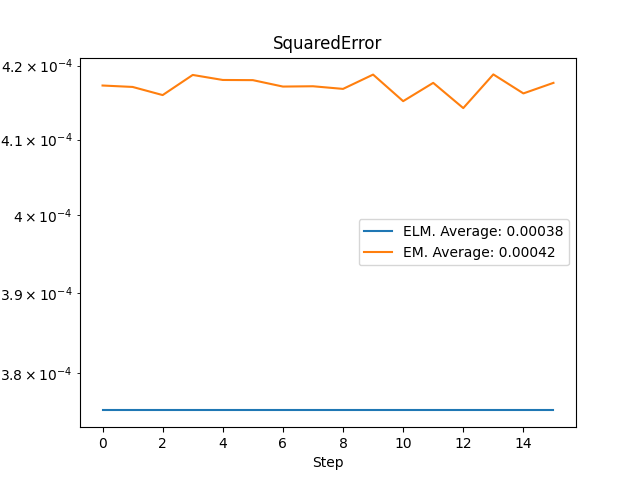 SquaredError
4.2 × 10⁻⁴
4.1 × 10⁻⁴
4 × 10⁻⁴
3.9 × 10⁻⁴
3.8 × 10⁻⁴
ELM. Average: 0.00038
EM. Average: 0.00042
0 2 4 6 8 10 12 14
Step